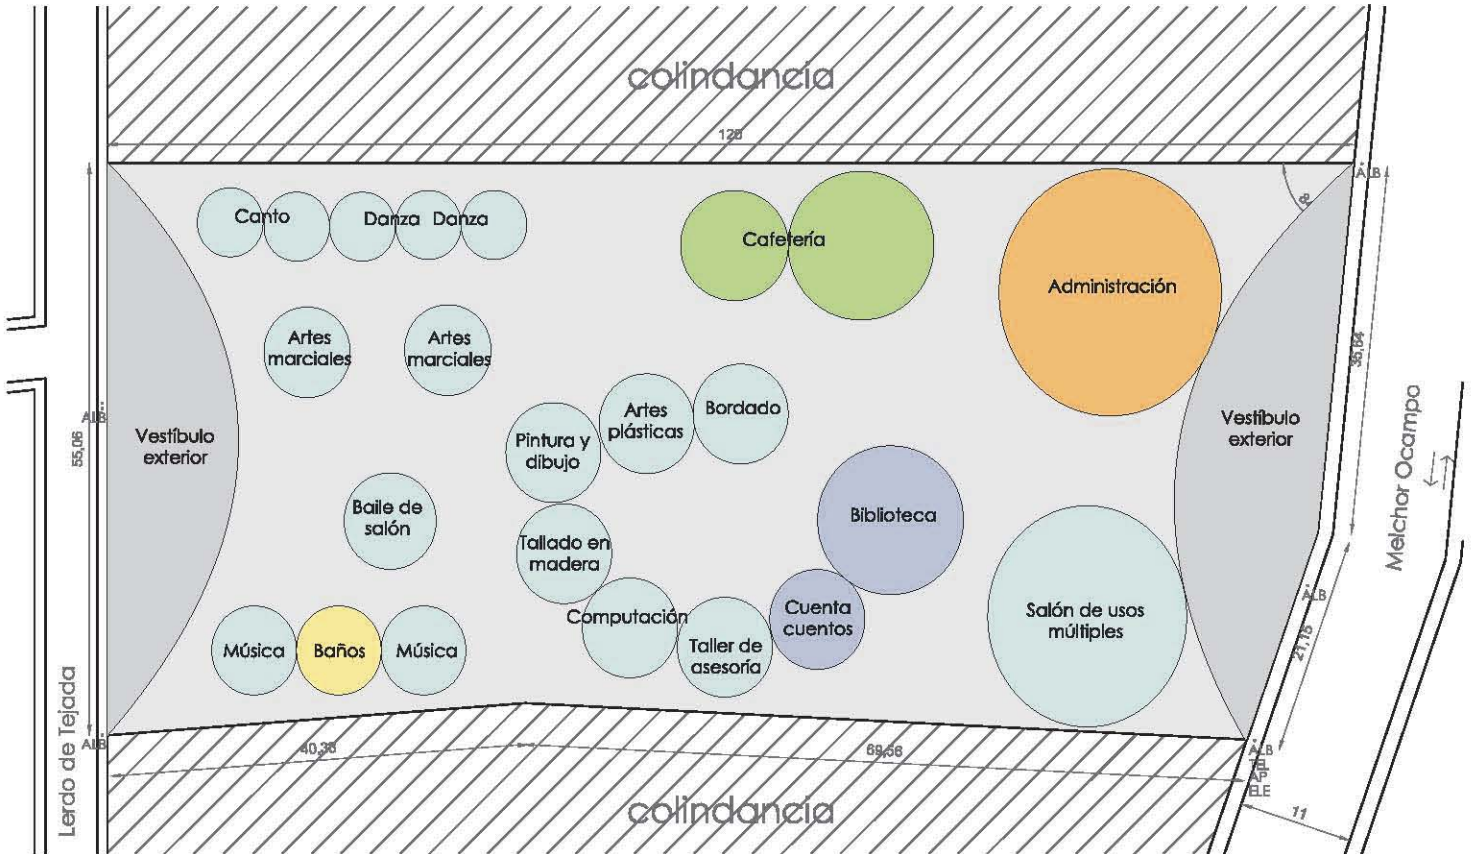 colindancia
120
ALB
Canto
Danza
Danza
Cafetería
Administración
Artes
marciales
Artes
marciales
35,84
ALB
55,06
Vestíbulo
exterior
Pintura y
dibujo
Artes
plásticas
Bordado
Vestíbulo
exterior
Melchor Ocampo
Baile de
salón
Tallado en
madera
Biblioteca
Computación
Taller de
asesoría
Cuenta
cuentos
Salón de usos
múltiples
ALB
21,15
Música
Baños
Música
Lerdo de Tejada
ALB
40,38
69,56
ALB
TEL
AP
ELE
colindancia
11